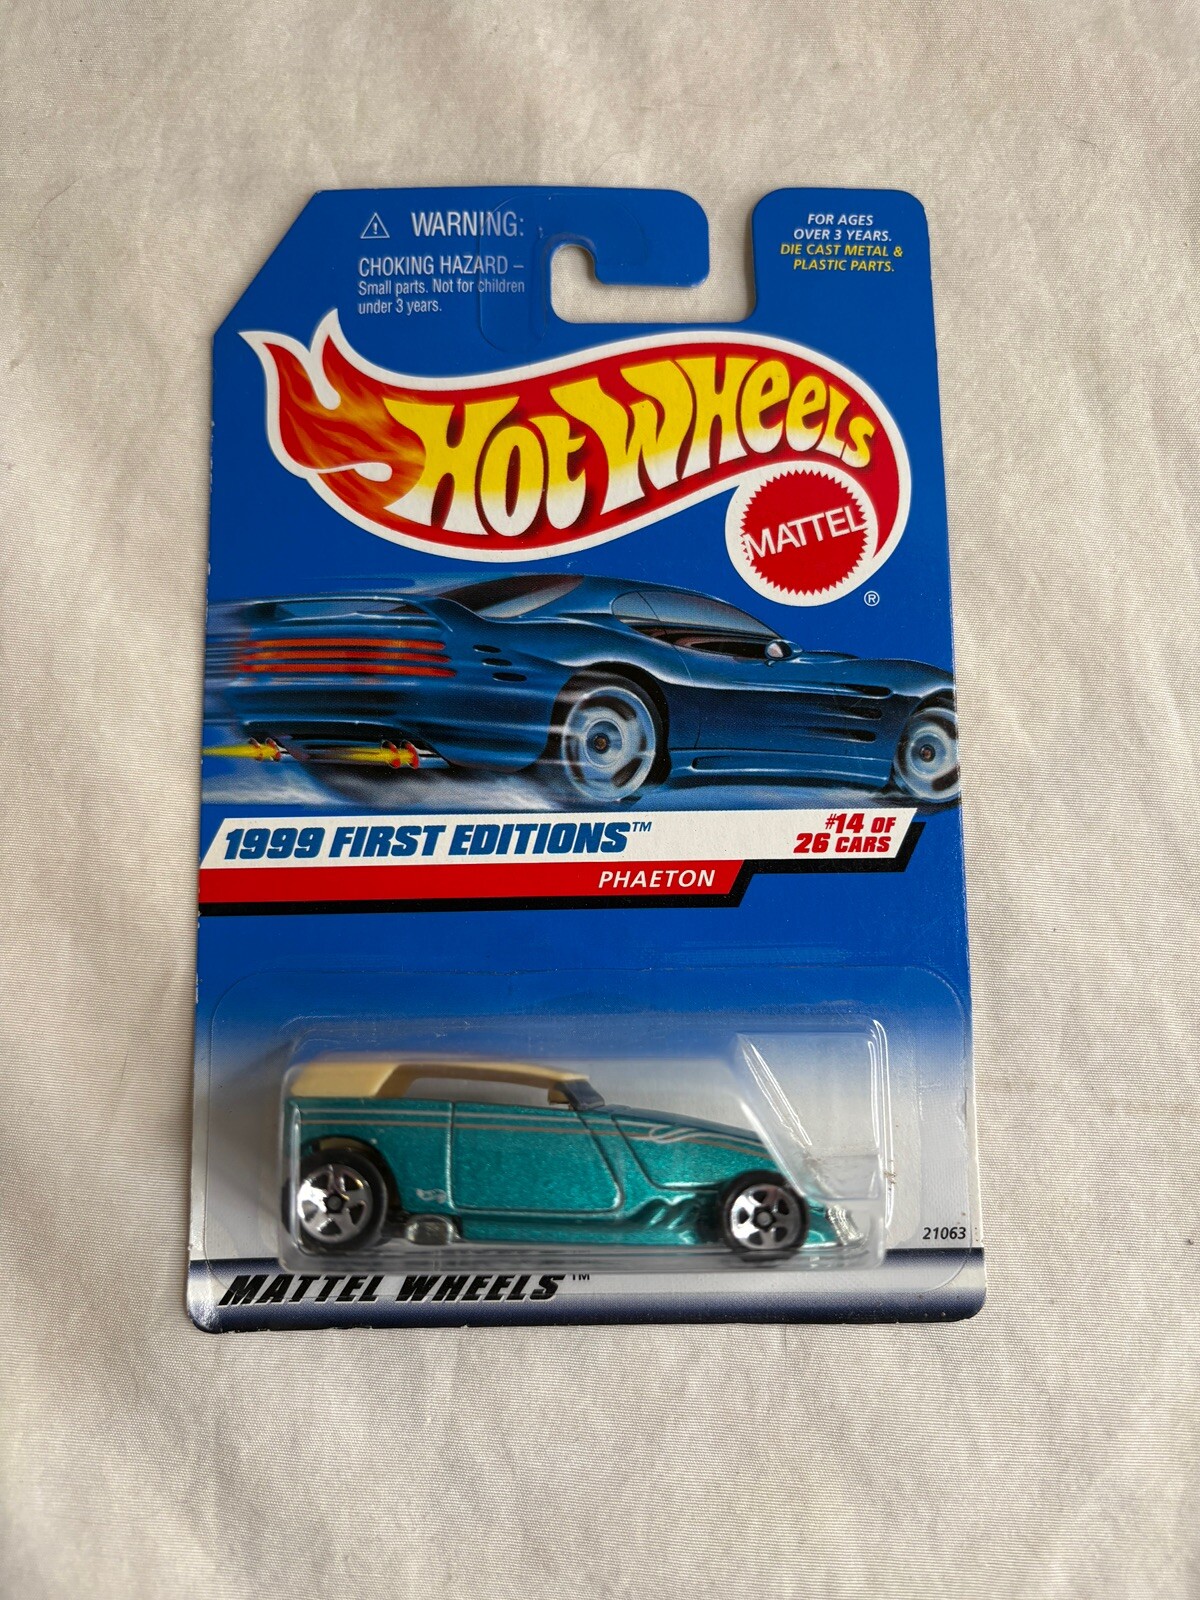 WARNING:
CHOKING HAZARD –
Small parts. Not for children
under 3 years.
FOR AGES
OVER 3 YEARS.
DIE CAST METAL &
PLASTIC PARTS.
HOT WHEELS
MATTEL
®
1999 FIRST EDITIONS™
#14 OF
26 CARS
PHAETON
21063
MATTEL WHEELS™